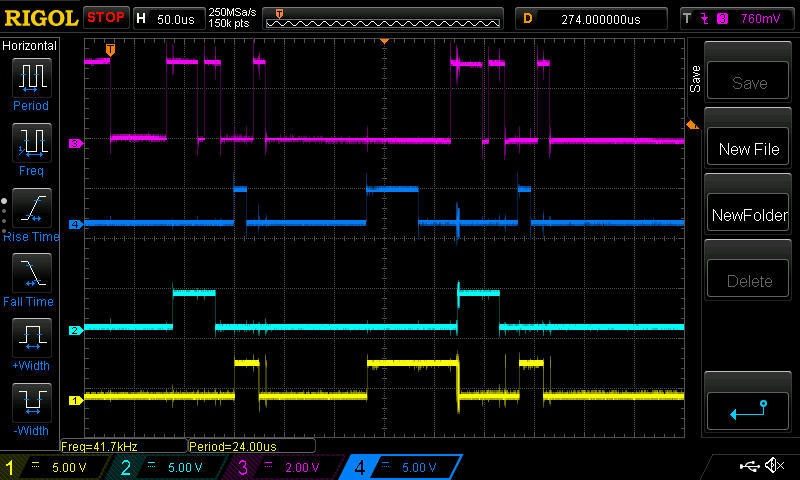 RIGOL STOP H 50.0us 250MSa/s D 274.000000us T 3 760mV
150k pts
Horizontal
T
Period
Freq
Rise Time
Fall Time
+Width
-Width
3
4
2
1
Save
Save
New File
NewFolder
Delete
Freq=41.7kHz Period=24.00us
1 5.00 V 2 5.00 V 3 2.00 V 4 5.00 V